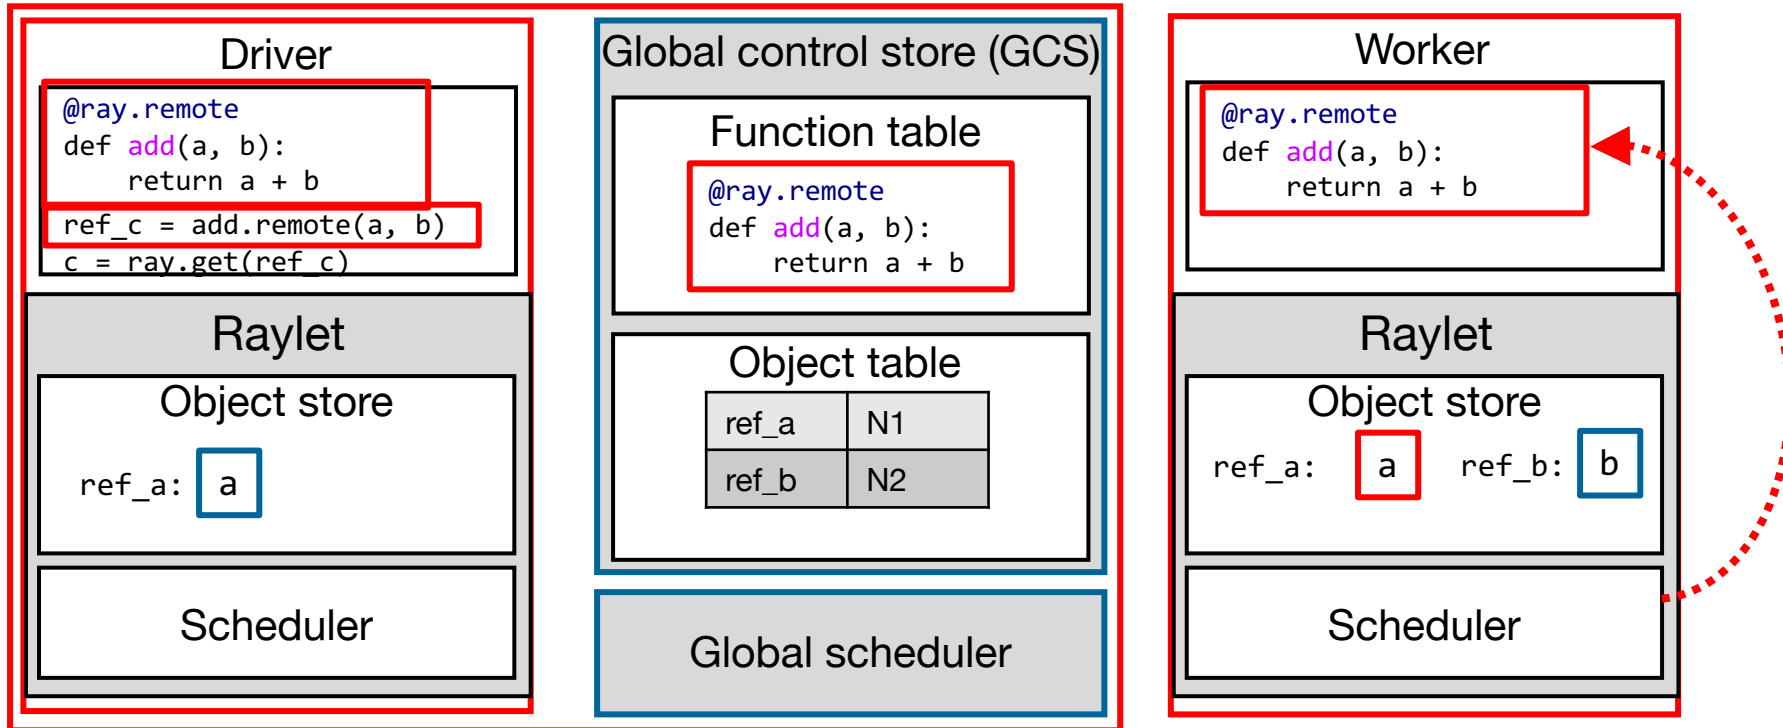 Driver
@ray.remote
def add(a, b):
    return a + b
ref_c = add.remote(a, b)
c = ray.get(ref_c)
Raylet
Object store
ref_a: a
Scheduler
Global control store (GCS)
Function table
@ray.remote
def add(a, b):
    return a + b
Object table
ref_a N1
ref_b N2
Global scheduler
Worker
@ray.remote
def add(a, b):
    return a + b
Raylet
Object store
ref_a: a ref_b: b
Scheduler